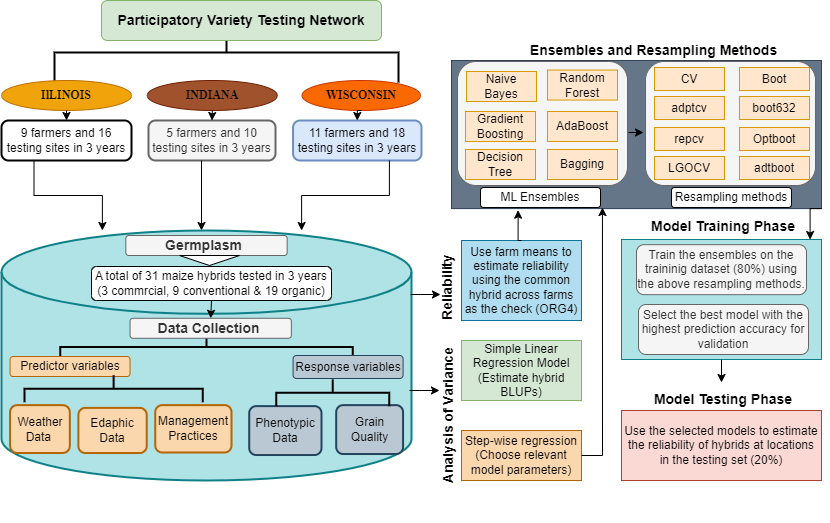 Participatory Variety Testing Network
IILINOIS
INDIANA
WISCONSIN
9 farmers and 16
testing sites in 3 years
5 farmers and 10
testing sites in 3 years
11 farmers and 18
testing sites in 3 years
Germplasm
A total of 31 maize hybrids tested in 3 years
(3 commrcial, 9 conventional & 19 organic)
Data Collection
Predictor variables
Response variables
Weather
Data
Edaphic
Data
Management
Practices
Phenotypic
Data
Grain
Quality
Reliability
Use farm means to
estimate reliability
using the common
hybrid across farms
as the check (ORG4)
Analysis of Variance
Simple Linear
Regression Model
(Estimate hybrid
BLUPs)
Step-wise regression
(Choose relevant
model parameters)
Ensembles and Resampling Methods
Naive
Bayes
Random
Forest
Gradient
Boosting
AdaBoost
Decision
Tree
Bagging
ML Ensembles
CV
Boot
adptcv
boot632
repcv
Optboot
LGOCV
adtboot
Resampling methods
Model Training Phase
Train the ensembles on the
traininig dataset (80%) using
the above resampling methods.
Select the best model with the
highest prediction accuracy for
validation
Model Testing Phase
Use the selected models to estimate
the reliability of hybrids at locations
in the testing set (20%)